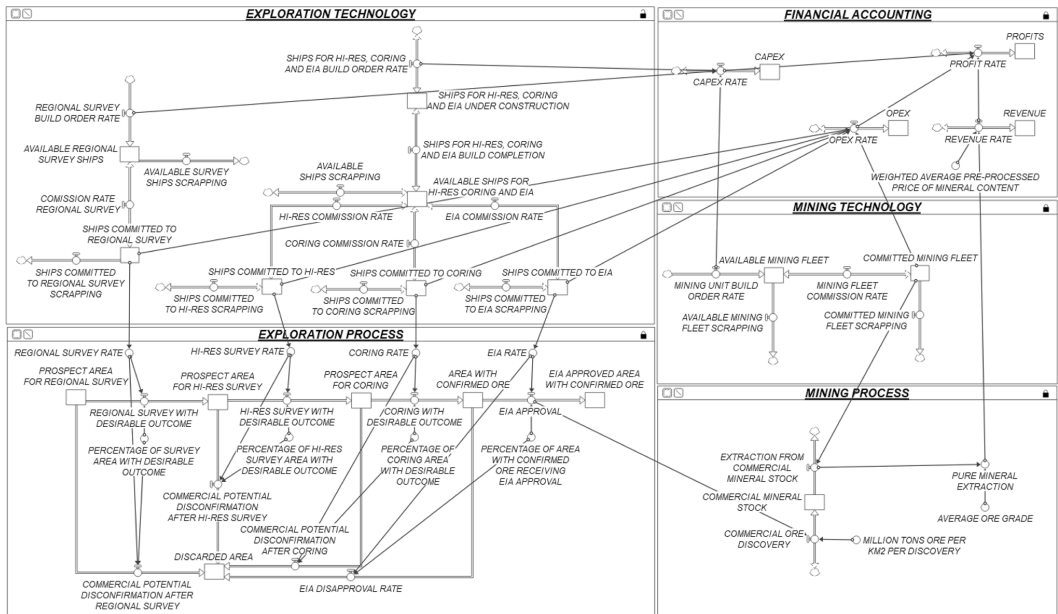 EXPLORATION TECHNOLOGY
SHIPS FOR HI-RES, CORING
AND EIA BUILD ORDER RATE
REGIONAL SURVEY
BUILD ORDER RATE
SHIPS FOR HI-RES, CORING
AND EIA UNDER CONSTRUCTION
AVAILABLE REGIONAL
SURVEY SHIPS
SHIPS FOR HI-RES, CORING
AND EIA BUILD COMPLETION
AVAILABLE SURVEY
SHIPS SCRAPPING
AVAILABLE
SHIPS SCRAPPING
AVAILABLE SHIPS FOR
HI-RES CORING AND EIA
COMISSION RATE
REGIONAL SURVEY
HI-RES COMMISSION RATE
EIA COMMISSION RATE
SHIPS COMMITTED TO
REGIONAL SURVEY
CORING COMMISSION RATE
SHIPS COMMITTED
TO REGIONAL SURVEY
SCRAPPING
SHIPS COMMITTED TO HI-RES
SHIPS COMMITTED TO CORING
SHIPS COMMITTED TO EIA
SHIPS COMMITTED
TO HI-RES SCRAPPING
SHIPS COMMITTED
TO CORING SCRAPPING
SHIPS COMMITTED
TO EIA SCRAPPING
FINANCIAL ACCOUNTING
PROFITS
CAPEX
PROFIT RATE
CAPEX RATE
OPEX
REVENUE
OPEX RATE
REVENUE RATE
WEIGHTED AVERAGE PRE-PROCESSED
PRICE OF MINERAL CONTENT
MINING TECHNOLOGY
AVAILABLE MINING FLEET
COMMITTED MINING FLEET
MINING UNIT BUILD
ORDER RATE
MINING FLEET
COMMISSION RATE
AVAILABLE MINING
FLEET SCRAPPING
COMMITTED MINING
FLEET SCRAPPING
EXPLORATION PROCESS
REGIONAL SURVEY RATE
HI-RES SURVEY RATE
CORING RATE
EIA RATE
PROSPECT AREA
FOR REGIONAL SURVEY
PROSPECT AREA
FOR HI-RES SURVEY
PROSPECT AREA
FOR CORING
AREA WITH
CONFIRMED ORE
EIA APPROVED AREA
WITH CONFIRMED ORE
REGIONAL SURVEY WITH
DESIRABLE OUTCOME
HI-RES SURVEY WITH
DESIRABLE OUTCOME
CORING WITH
DESIRABLE OUTCOME
EIA APPROVAL
PERCENTAGE OF SURVEY
AREA WITH DESIRABLE
OUTCOME
PERCENTAGE OF HI-RES
SURVEY AREA WITH
DESIRABLE OUTCOME
PERCENTAGE OF
CORING AREA
WITH DESIRABLE
OUTCOME
PERCENTAGE OF AREA
WITH CONFIRMED
ORE RECEIVING
EIA APPROVAL
COMMERCIAL POTENTIAL
DISCONFIRMATION
AFTER HI-RES SURVEY
COMMERCIAL POTENTIAL
DISCONFIRMATION
AFTER CORING
DISCARDED AREA
COMMERCIAL POTENTIAL
DISCONFIRMATION AFTER
REGIONAL SURVEY
EIA DISAPPROVAL RATE
MINING PROCESS
EXTRACTION FROM
COMMERCIAL
MINERAL STOCK
PURE MINERAL
EXTRACTION
COMMERCIAL MINERAL
STOCK
AVERAGE ORE GRADE
COMMERCIAL ORE
DISCOVERY
MILLION TONS ORE PER
KM2 PER DISCOVERY